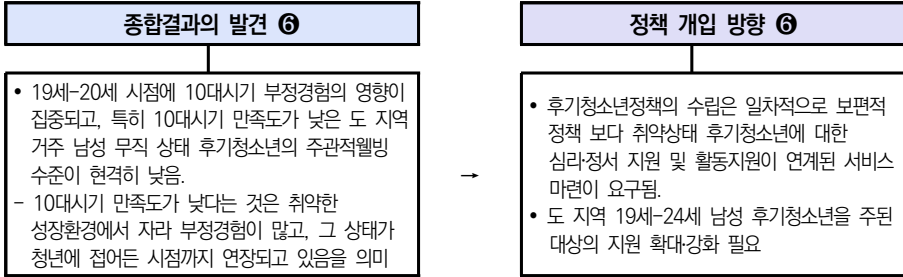 종합결과의 발견 ❻
• 19세-20세 시점에 10대시기 부정경험의 영향이
집중되고, 특히 10대시기 만족도가 낮은 도 지역
거주 남성 무직 상태 후기청소년의 주관적웰빙
수준이 현격히 낮음.
- 10대시기 만족도가 낮다는 것은 취약한
성장환경에서 자라 부정경험이 많고, 그 상태가
청년에 접어든 시점까지 연장되고 있음을 의미
→
정책 개입 방향 ❻
• 후기청소년정책의 수립은 일차적으로 보편적
정책 보다 취약상태 후기청소년에 대한
심리·정서 지원 및 활동지원이 연계된 서비스
마련이 요구됨.
• 도 지역 19세-24세 남성 후기청소년을 주된
대상의 지원 확대·강화 필요